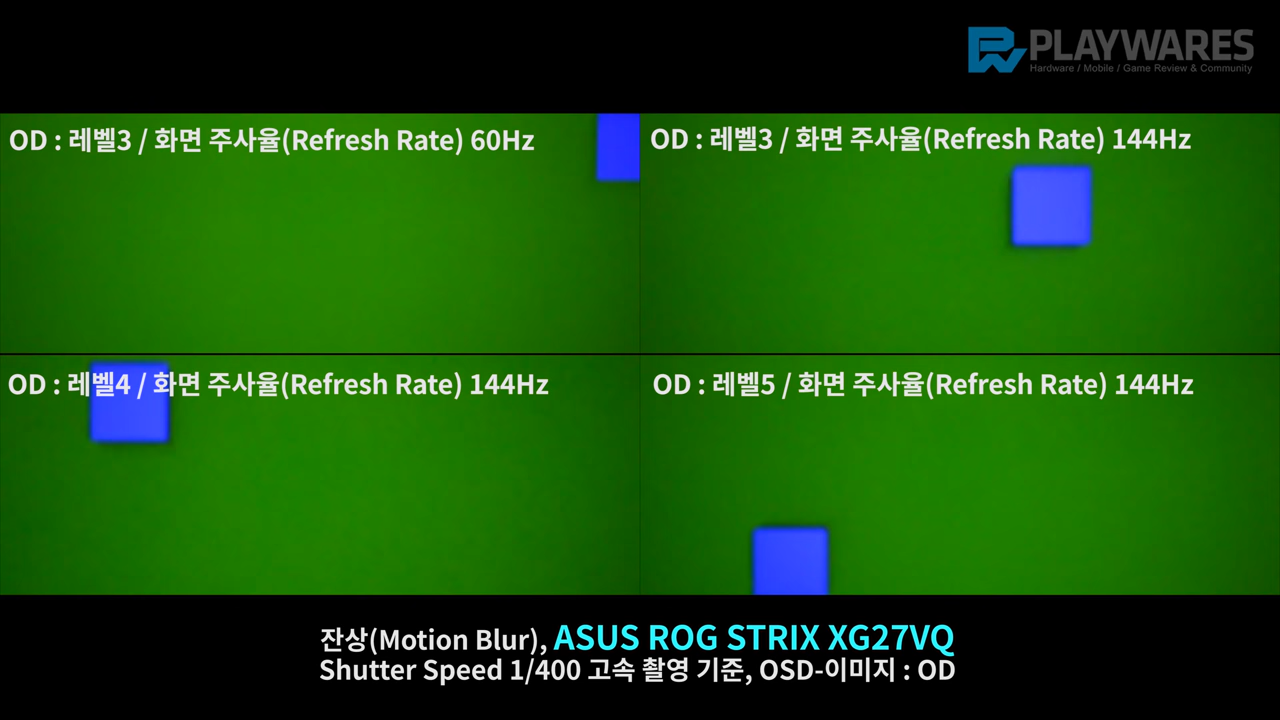 PLAYWARES
Hardware / Mobile / Game Review & Community
OD : 레벨3 / 화면 주사율(Refresh Rate) 60Hz
OD : 레벨3 / 화면 주사율(Refresh Rate) 144Hz
OD : 레벨4 / 화면 주사율(Refresh Rate) 144Hz
OD : 레벨5 / 화면 주사율(Refresh Rate) 144Hz
잔상(Motion Blur), ASUS ROG STRIX XG27VQ
Shutter Speed 1/400 고속 촬영 기준, OSD-이미지 : OD